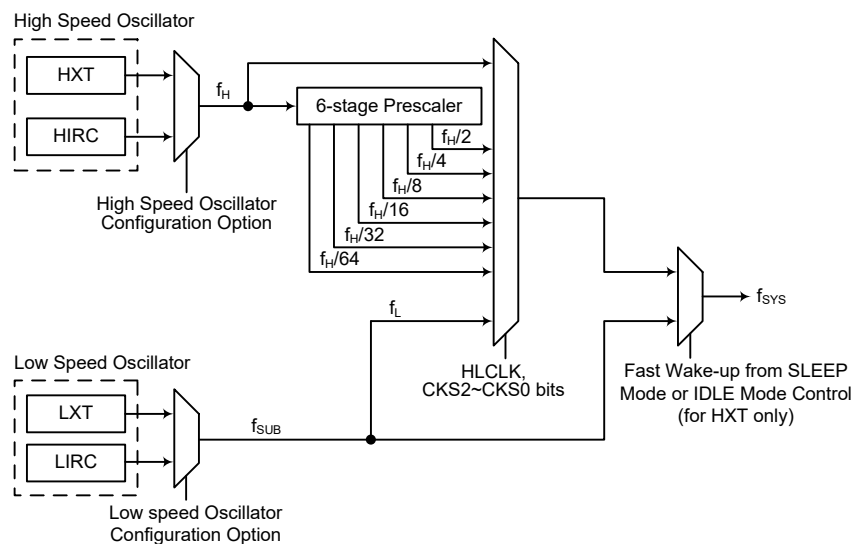 High Speed Oscillator
HXT
HIRC
High Speed Oscillator
Configuration Option
fH
6-stage Prescaler
fH/2
fH/4
fH/8
fH/16
fH/32
fH/64
fL
HLCLK,
CKS2~CKS0 bits
fSYS
Fast Wake-up from SLEEP
Mode or IDLE Mode Control
(for HXT only)
Low Speed Oscillator
LXT
LIRC
fSUB
Low speed Oscillator
Configuration Option